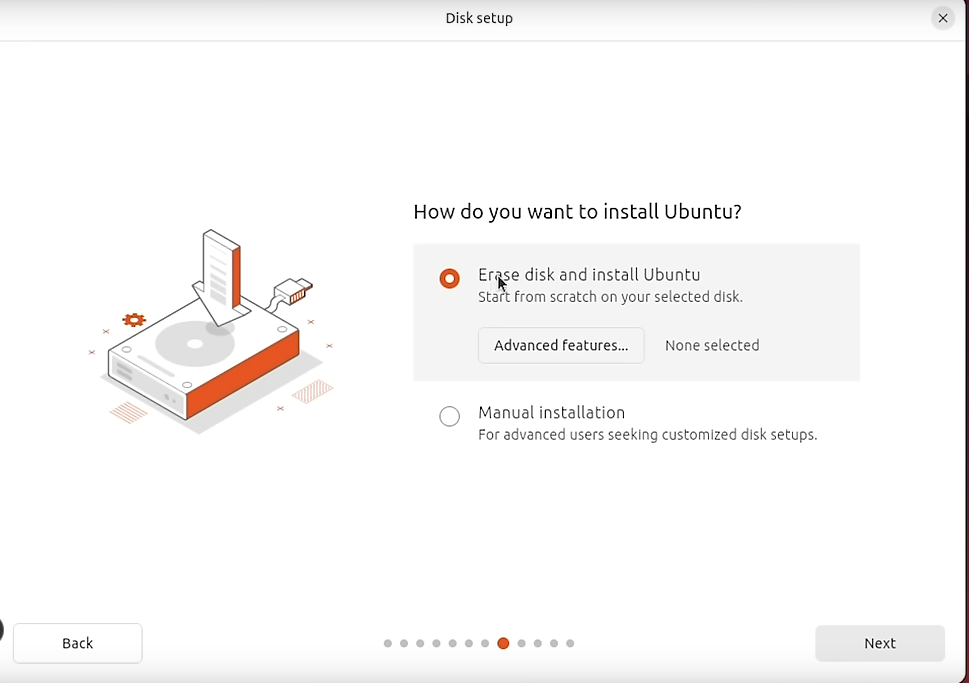 Disk setup
How do you want to install Ubuntu?
Erase disk and install Ubuntu
Start from scratch on your selected disk.
Advanced features...
None selected
Manual installation
For advanced users seeking customized disk setups.
Back
Next